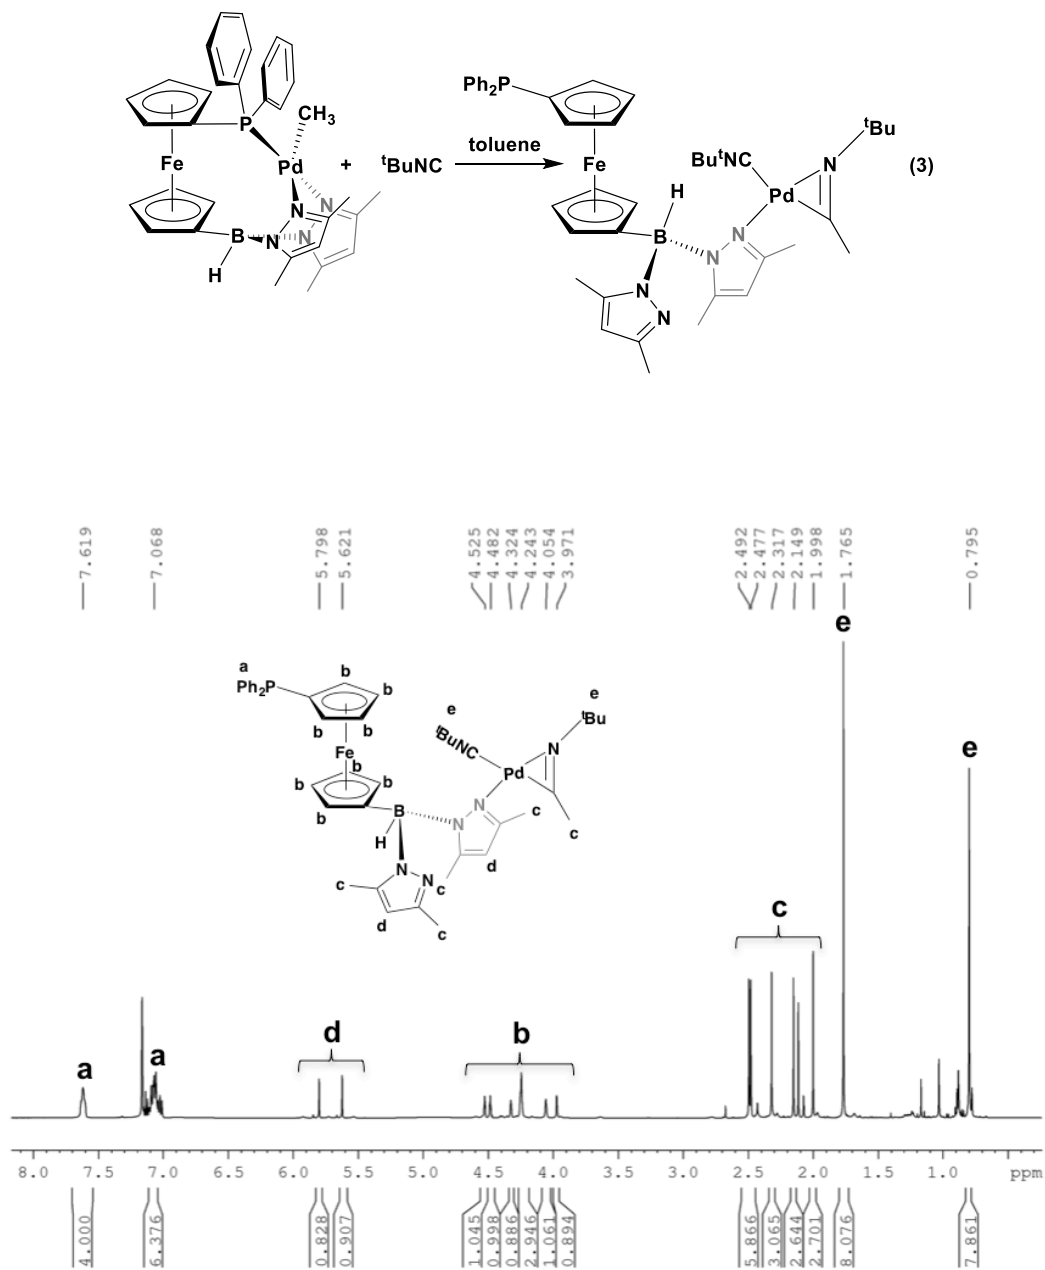 CH3
P
Fe
Pd
+
tBuNC
toluene
N
N
B
N
N
H
Ph2P
Fe
H
B
N
N
N
N
ButNC
Pd
N
tBu
(3)
7.619
7.068
5.798
5.621
4.525
4.482
4.324
4.243
4.054
3.971
2.492
2.477
2.317
2.149
1.998
1.765
0.795
a
Ph2P
b
b
b
b
Fe
b
b
b
b
B
H
N
N
N
N
c
c
c
c
c
d
d
e
tBuNC
Pd
N
e
tBu
a
a
d
b
c
e
e
8.0 7.5 7.0 6.5 6.0 5.5 5.0 4.5 4.0 3.5 3.0 2.5 2.0 1.5 1.0 ppm
4.000
6.376
0.828
0.907
1.045
0.998
0.886
2.946
1.061
0.894
5.866
3.065
2.644
2.701
8.076
7.861